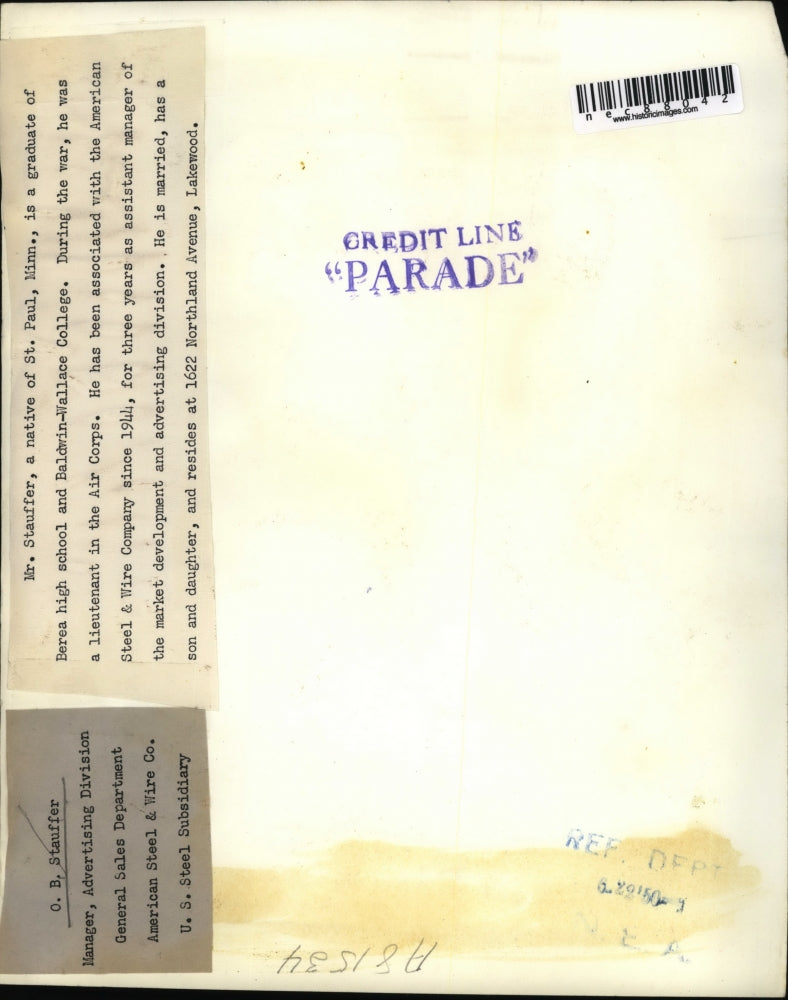 Mr. Stauffer, a native of St. Paul, Minn., is a graduate of
Berea high school and Baldwin-Wallace College. During the war, he was
a lieutenant in the Air Corps. He has been associated with the American
Steel & Wire Company since 1944, for three years as assistant manager of
the market development and advertising division. He is married, has a
son and daughter, and resides at 1622 Northland Avenue, Lakewood.
O. B. Stauffer
Manager, Advertising Division
General Sales Department
American Steel & Wire Co.
U. S. Steel Subsidiary
CREDIT LINE
"PARADE"
nec88042
www.historicimages.com
REF. DEPT
E. A.
A81534